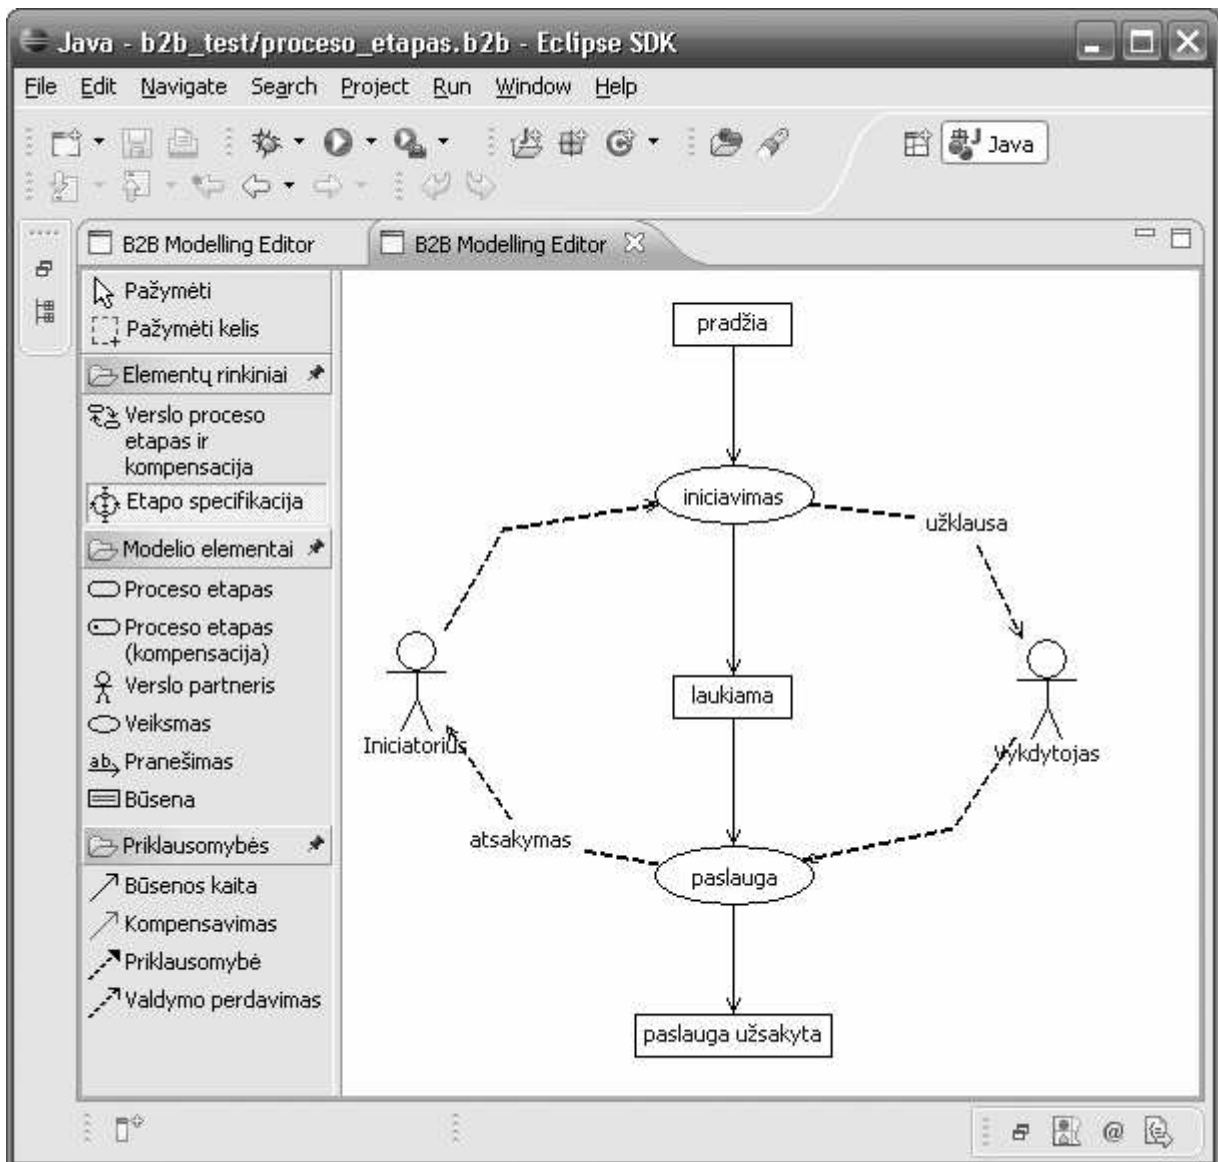 Java - b2b_test/proceso_etapas.b2b - Eclipse SDK
File Edit Navigate Search Project Run Window Help
Java
B2B Modelling Editor
B2B Modelling Editor
Pažymėti
Pažymėti kelis
Elementų rinkiniai
Verslo proceso
etapas ir
kompensacija
Etapo specifikacija
Modelio elementai
Proceso etapas
Proceso etapas
(kompensacija)
Verslo partneris
Veiksmas
ab Pranešimas
Būsena
Priklausomybės
Būsenos kaita
Kompensavimas
Priklausomybė
Valdymo perdavimas
pradžia
iniciavimas
užklausa
laukiama
Iniciatorius
Vykdytojas
atsakymas
paslauga
paslauga užsakyta